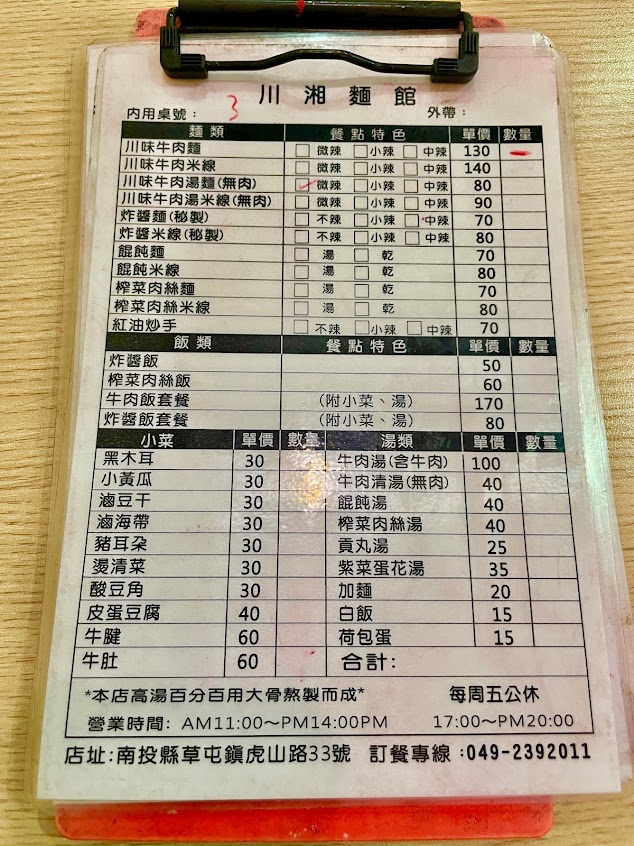 川湘麵館
內用桌號： 3 外帶：
麵類 餐點特色 單價 數量
川味牛肉麵 □微辣 □小辣 □中辣 130
川味牛肉米線 □微辣 □小辣 □中辣 140
川味牛肉湯麵(無肉) □微辣 □小辣 □中辣 80
川味牛肉湯米線(無肉) □微辣 □小辣 □中辣 90
炸醬麵(秘製) □不辣 □小辣 □中辣 70
炸醬米線(秘製) □不辣 □小辣 □中辣 80
餛飩麵 □湯 □乾 70
餛飩米線 □湯 □乾 80
榨菜肉絲麵 □湯 □乾 70
榨菜肉絲米線 □湯 □乾 80
紅油炒手 □不辣 □小辣 □中辣 70
飯類 餐點特色 單價 數量
炸醬飯 50
榨菜肉絲飯 60
牛肉飯套餐 (附小菜、湯) 170
炸醬飯套餐 (附小菜、湯) 80
小菜 單價 數量 湯類 單價 數量
黑木耳 30 牛肉湯(含牛肉) 100
小黃瓜 30 牛肉清湯(無肉) 40
滷豆干 30 餛飩湯 40
滷海帶 30 榨菜肉絲湯 40
豬耳朵 30 貢丸湯 25
燙清菜 30 紫菜蛋花湯 35
酸豆角 30 加麵 20
皮蛋豆腐 40 白飯 15
牛腱 60 荷包蛋 15
牛肚 60 合計：
*本店高湯百分百用大骨熬製而成* 每周五公休
營業時間: AM11:00～PM14:00PM 17:00～PM20:00
店址:南投縣草屯鎮虎山路33號 訂餐專線:049-2392011